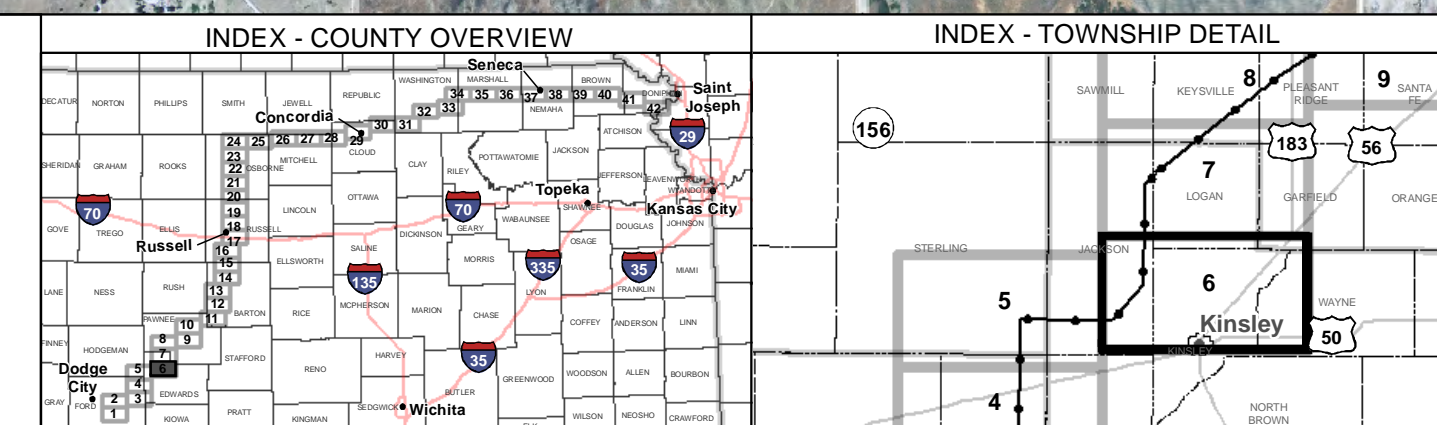 INDEX - COUNTY OVERVIEW
Seneca
WASHINGTON
MARSHALL
BROWN
DECATUR
NORTON
PHILLIPS
SMITH
JEWELL
REPUBLIC
34 35 36 37 38 39 40 41 42
DONIPHAN
Saint
Joseph
NEMAHA
Concordia
24 25 26 27 28 29 30 31 32 33
CLOUD
ATCHISON
29
SHERIDAN
GRAHAM
ROOKS
23
22
OSBORNE
MITCHELL
CLAY
RILEY
POTTAWATOMIE
JACKSON
JEFFERSON
LEAVENWORTH
WYANDOTTE
21
20
OTTAWA
Topeka
SHAWNEE
Kansas City
70
19
LINCOLN
70
GOVE
TREGO
ELLIS
18
RUSSELL
DICKINSON
GEARY
WABAUNSEE
DOUGLAS
JOHNSON
Russell
17
16
SALINE
OSAGE
15
ELLSWORTH
MORRIS
135
335
35
MIAMI
LANE
NESS
RUSH
14
13
LYON
FRANKLIN
12
BARTON
RICE
MCPHERSON
MARION
CHASE
COFFEY
ANDERSON
LINN
PAWNEE
10
11
FINNEY
HODGEMAN
8
9
7
STAFFORD
RENO
HARVEY
35
WOODSON
ALLEN
BOURBON
Dodge
City
5
6
4
GREENWOOD
GRAY
FORD
2
3
1
EDWARDS
BUTLER
SEDGWICK
Wichita
KIOWA
PRATT
KINGMAN
WILSON
NEOSHO
CRAWFORD
INDEX - TOWNSHIP DETAIL
8
9
SAWMILL
KEYSVILLE
PLEASANT
RIDGE
SANTA
FE
156
183
56
7
LOGAN
GARFIELD
ORANGE
STERLING
JACKSON
5
6
WAYNE
Kinsley
50
KINSLEY
4
NORTH
BROWN